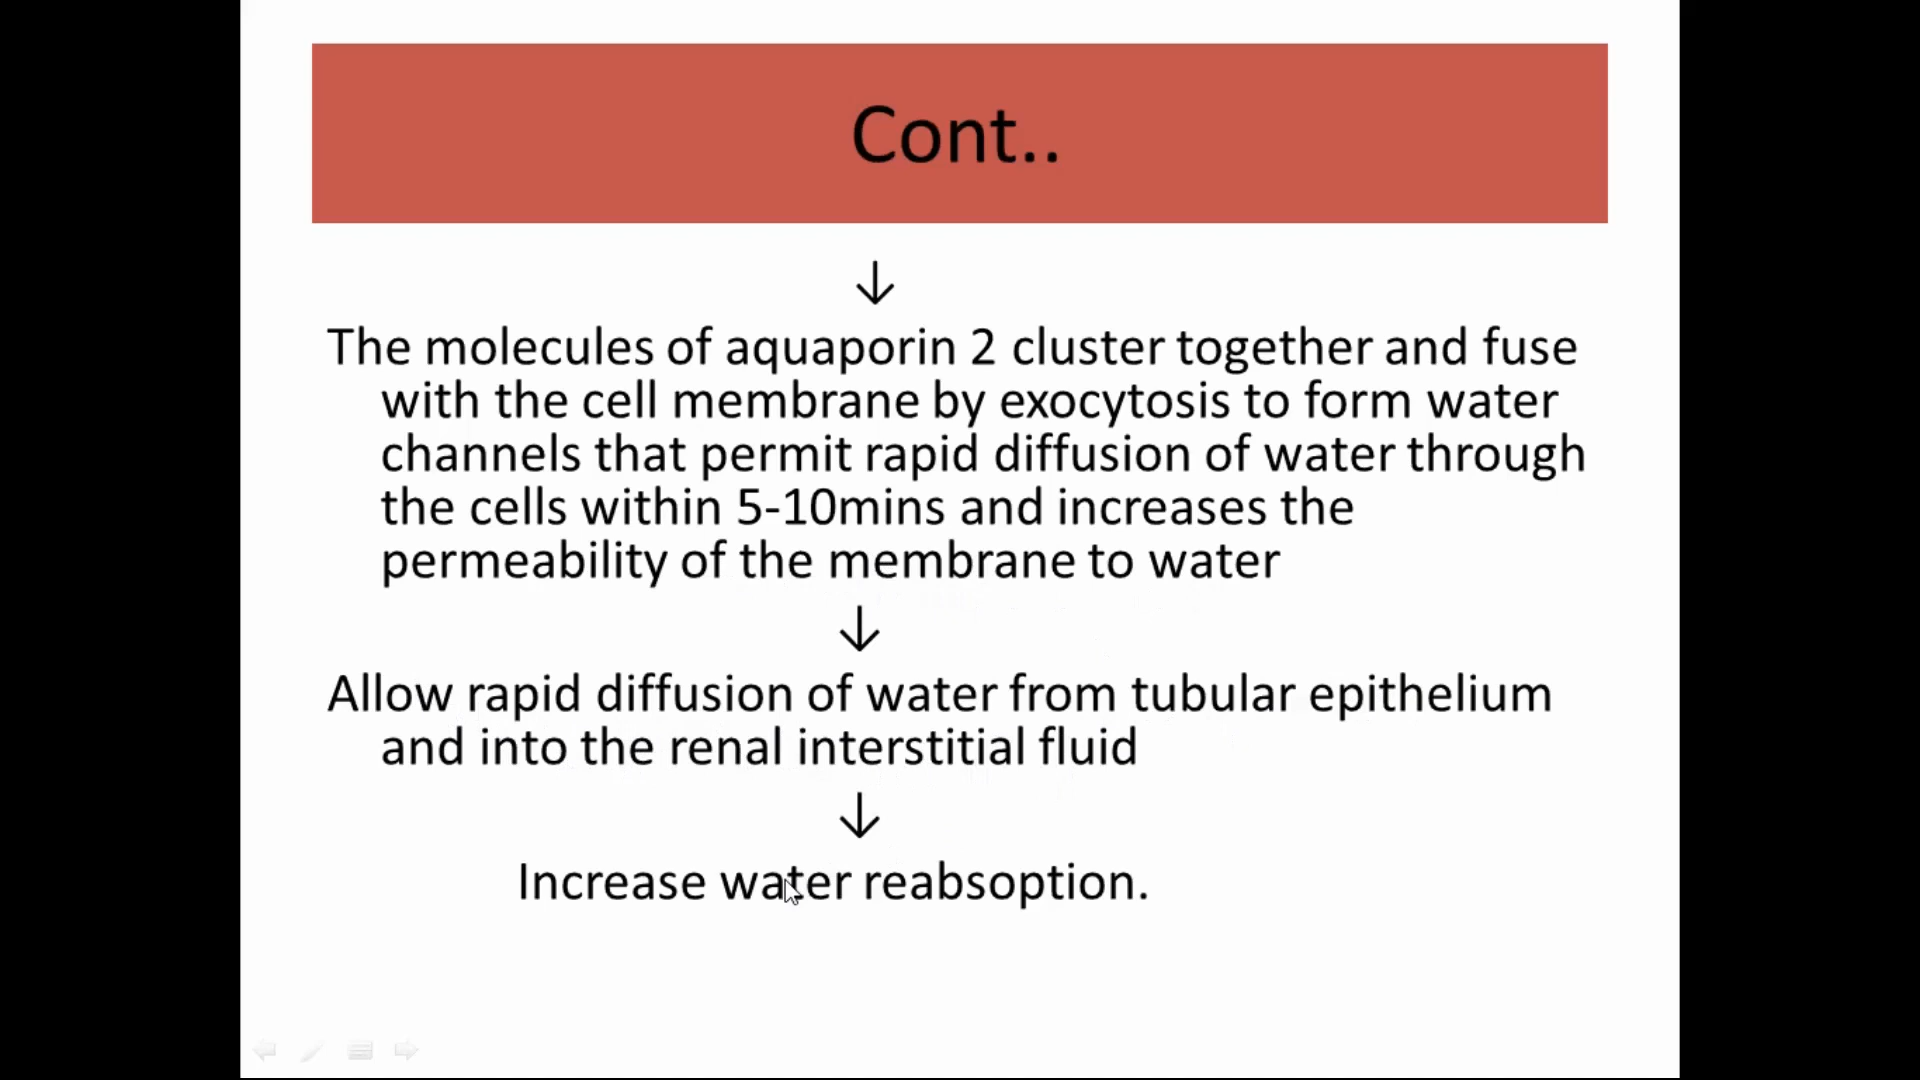 Cont..
↓
The molecules of aquaporin 2 cluster together and fuse
with the cell membrane by exocytosis to form water
channels that permit rapid diffusion of water through
the cells within 5-10mins and increases the
permeability of the membrane to water
↓
Allow rapid diffusion of water from tubular epithelium
and into the renal interstitial fluid
↓
Increase water reabsoption.